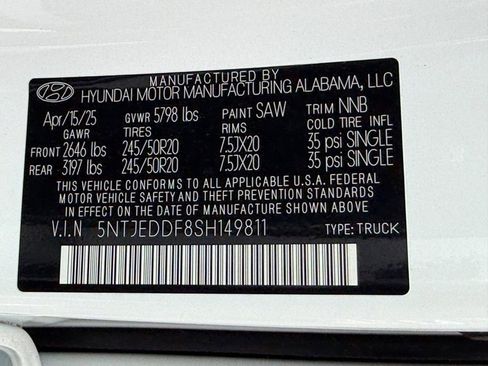 MANUFACTURED BY
HYUNDAI MOTOR MANUFACTURING ALABAMA, LLC
Apr/15/25 GVWR 5798 lbs PAINT SAW TRIM NNB
GAWR TIRES RIMS COLD TIRE INFL
FRONT 2646 lbs 245/50R20 7.5JX20 35 psi SINGLE
REAR 3197 lbs 245/50R20 7.5JX20 35 psi SINGLE
THIS VEHICLE CONFORMS TO ALL APPLICABLE U.S.A. FEDERAL
MOTOR VEHICLE SAFETY AND THEFT PREVENTION STANDARDS
IN EFFECT ON THE DATE OF MANUFACTURE SHOWN ABOVE.
V.I.N 5NTJEDDF8SH149811 TYPE: TRUCK